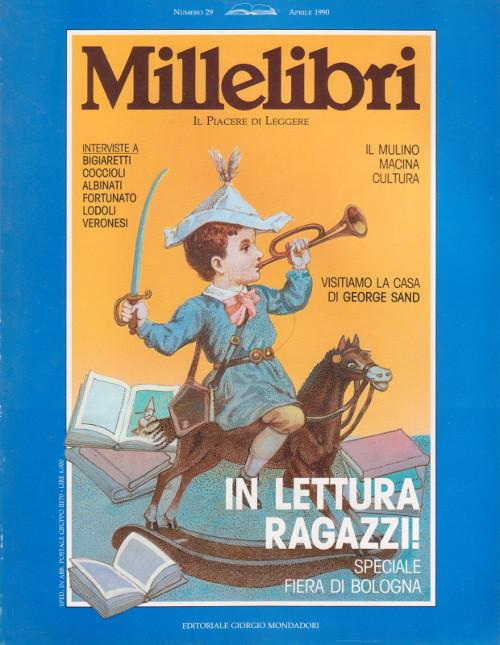 NUMERO 29 APRILE 1990
Millelibri
IL PIACERE DI LEGGERE
INTERVISTE A
BIGIARETTI
COCCIOLI
ALBINATI
FORTUNATO
LODOLI
VERONESI
IL MULINO
MACINA
CULTURA
VISITIAMO LA CASA
DI GEORGE SAND
IN LETTURA
RAGAZZI!
SPECIALE
FIERA DI BOLOGNA
SPED. IN ABB. POSTALE GRUPPO III/70 - LIRE 6.000
EDITORIALE GIORGIO MONDADORI